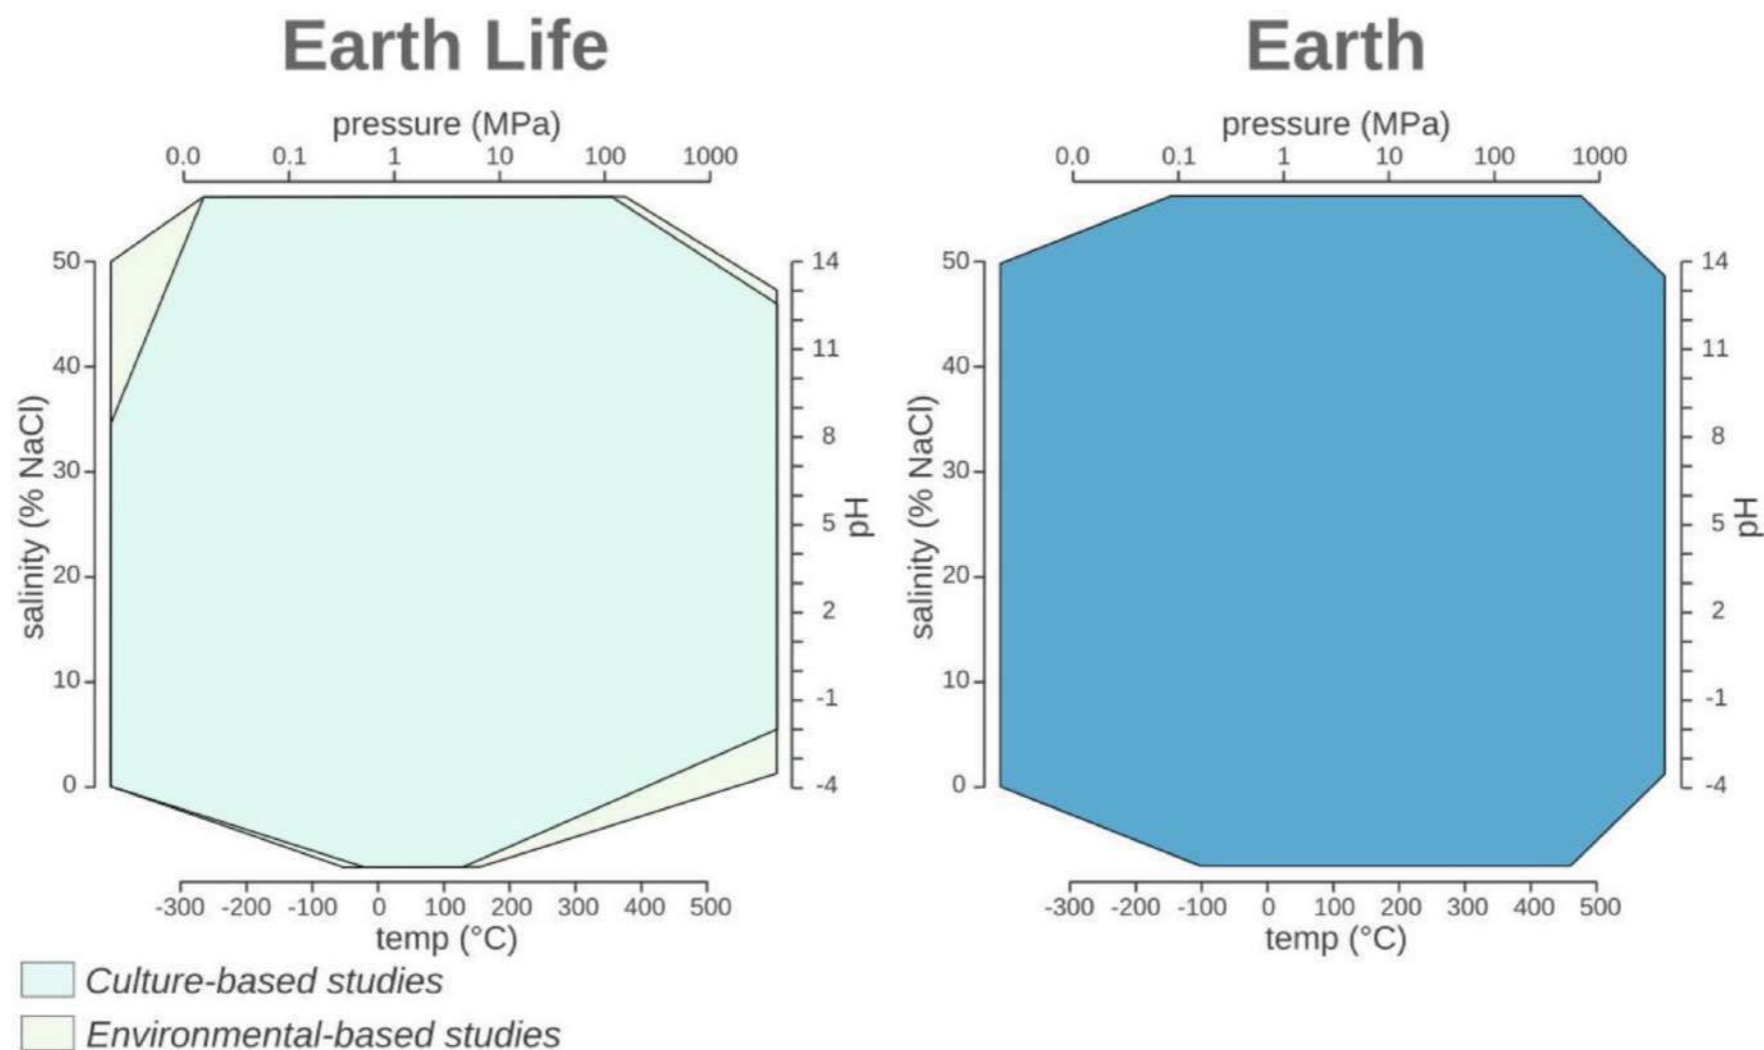 Earth Life
pressure (MPa)
0.0 0.1 1 10 100 1000
salinity (% NaCl)
50
40
30
20
10
0
14
11
8
5
2
-1
-4
pH
-300 -200 -100 0 100 200 300 400 500
temp (°C)
Culture-based studies
Environmental-based studies
Earth
pressure (MPa)
0.0 0.1 1 10 100 1000
salinity (% NaCl)
50
40
30
20
10
0
14
11
8
5
2
-1
-4
pH
-300 -200 -100 0 100 200 300 400 500
temp (°C)